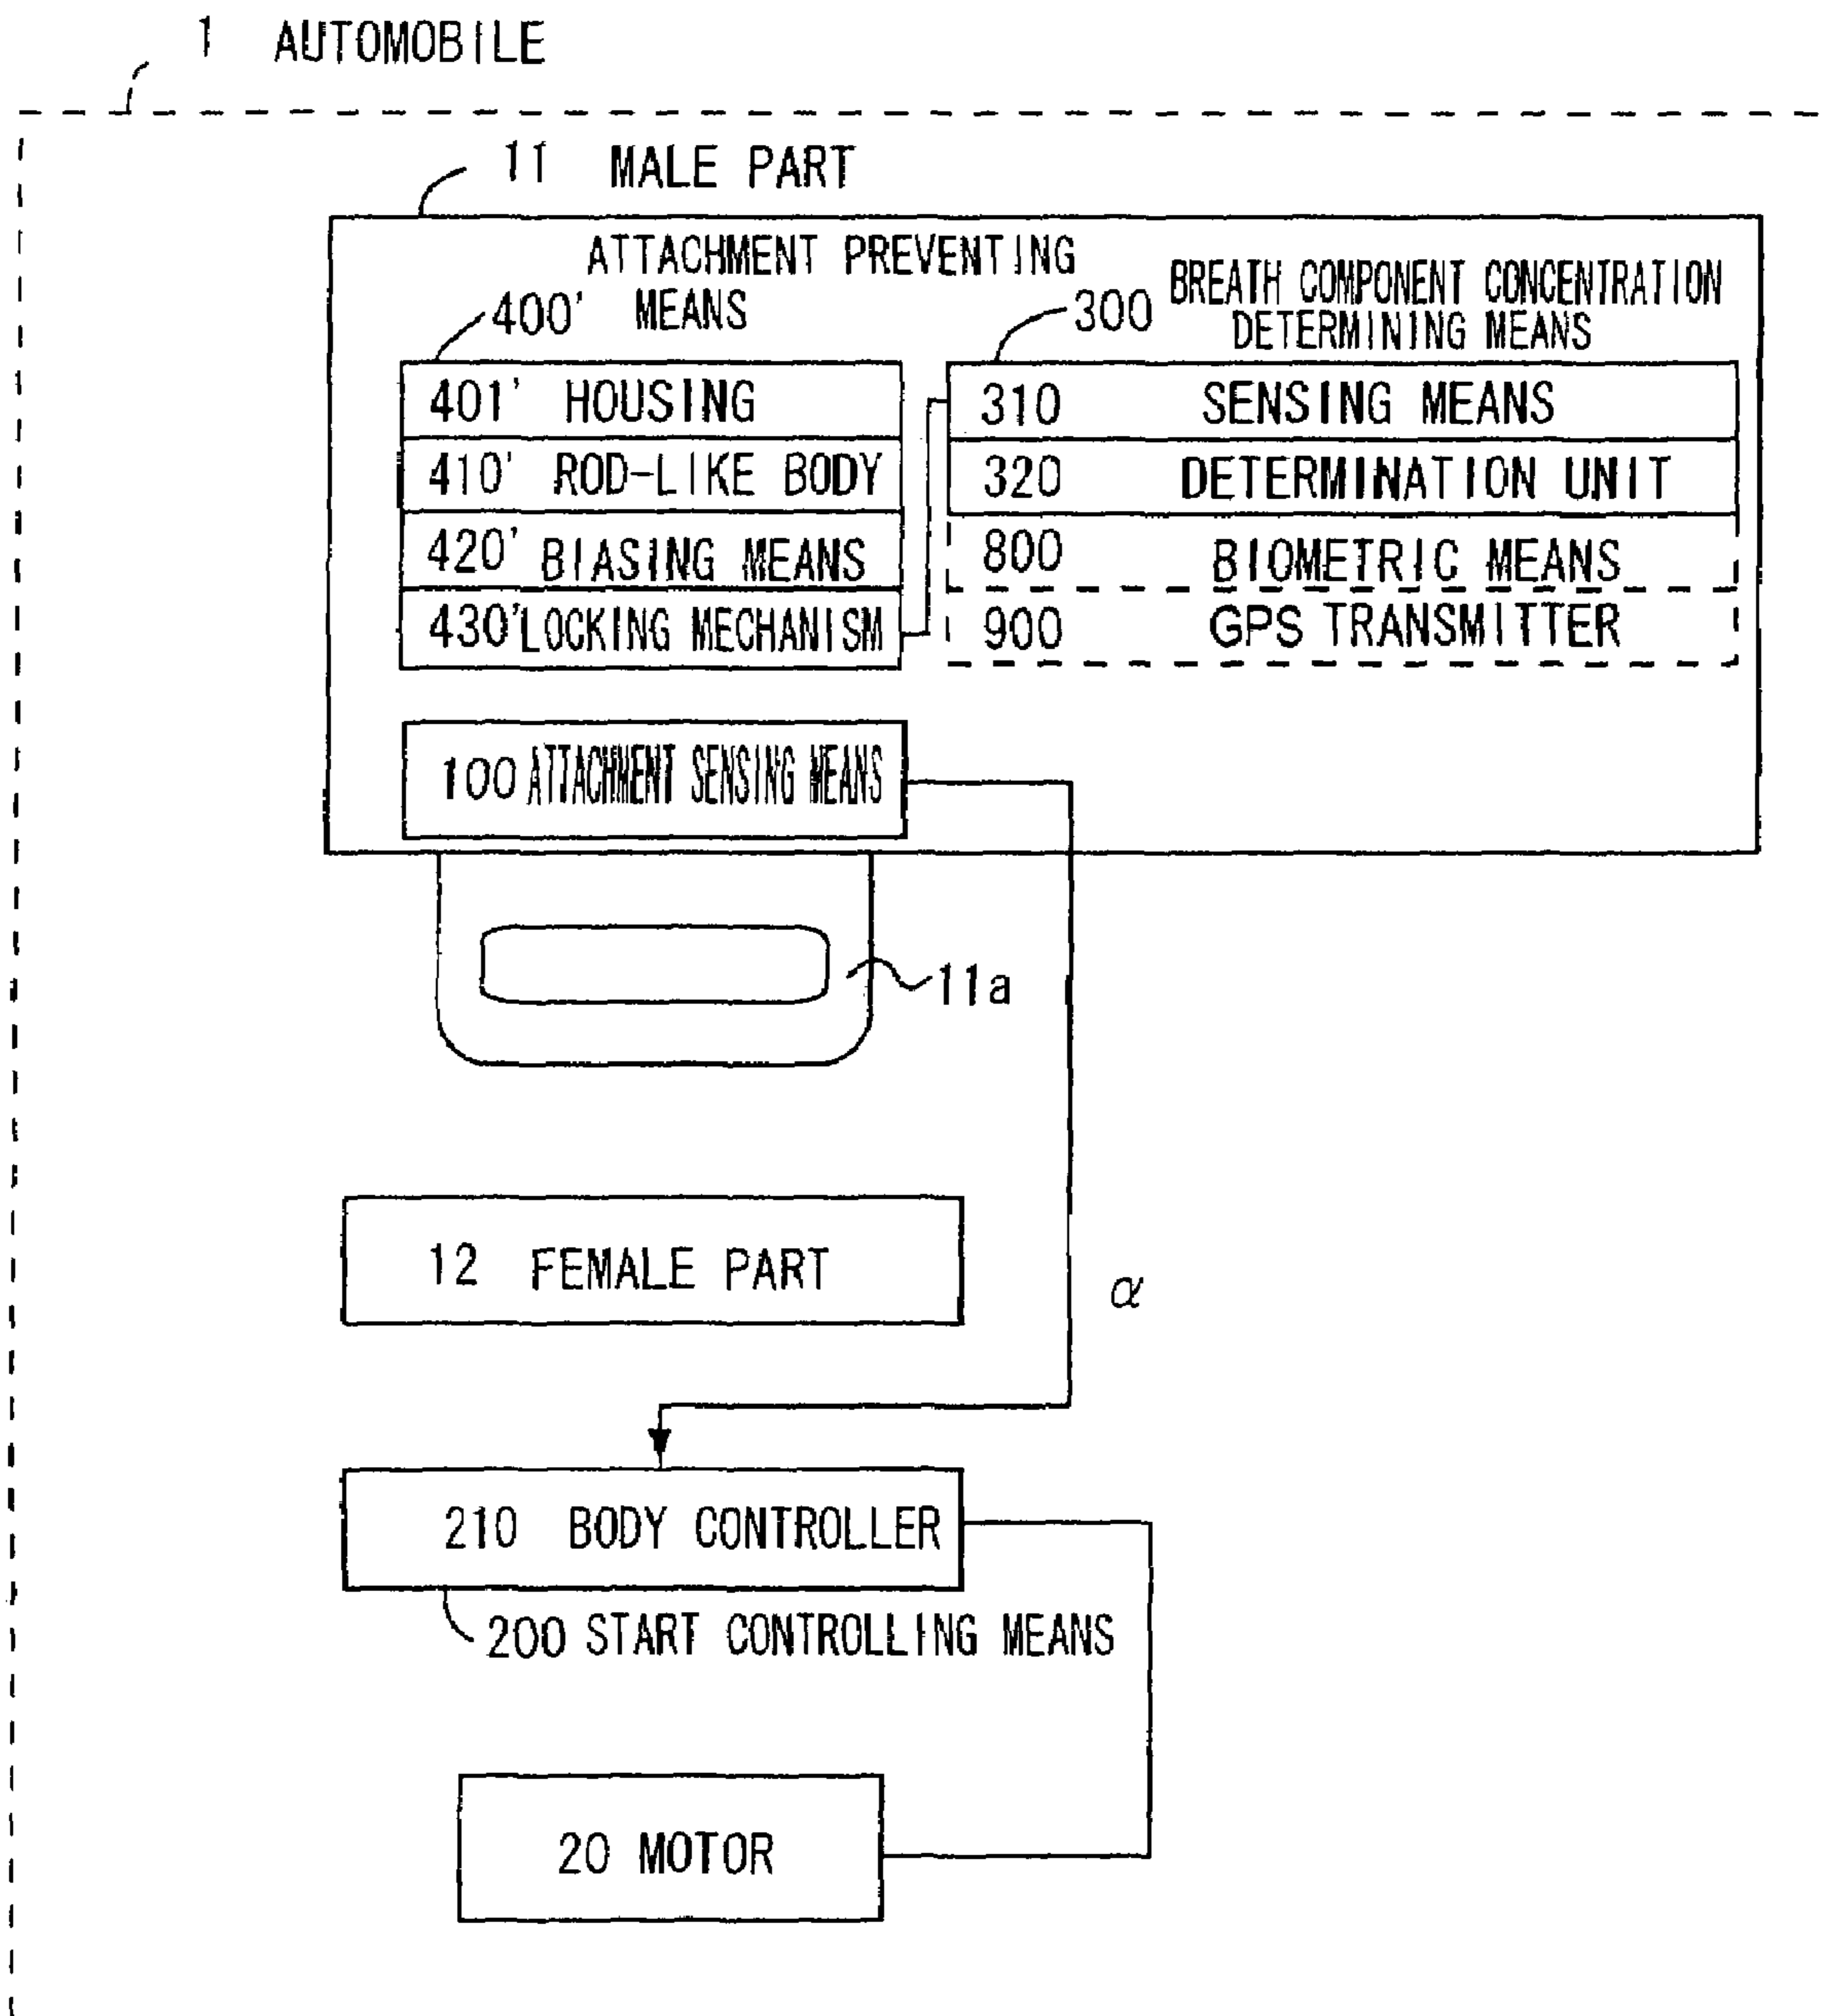 1 AUTOMOBILE
11 MALE PART
ATTACHMENT PREVENTING
400' MEANS
300 BREATH COMPONENT CONCENTRATION
DETERMINING MEANS
401' HOUSING
410' ROD-LIKE BODY
420' BIASING MEANS
430' LOCKING MECHANISM
310 SENSING MEANS
320 DETERMINATION UNIT
800 BIOMETRIC MEANS
900 GPS TRANSMITTER
100 ATTACHMENT SENSING MEANS
11a
12 FEMALE PART
α
210 BODY CONTROLLER
200 START CONTROLLING MEANS
20 MOTOR